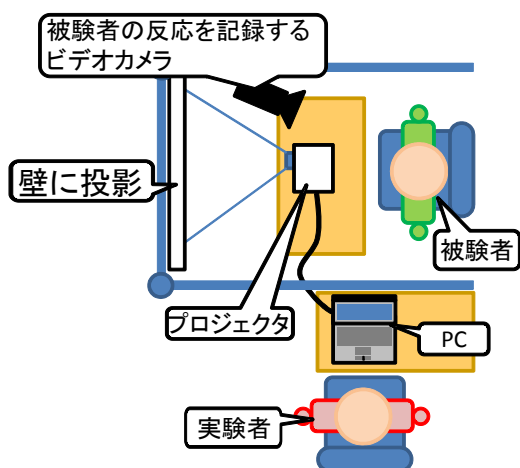 被験者の反応を記録する
ビデオカメラ
壁に投影
被験者
プロジェクタ
PC
実験者